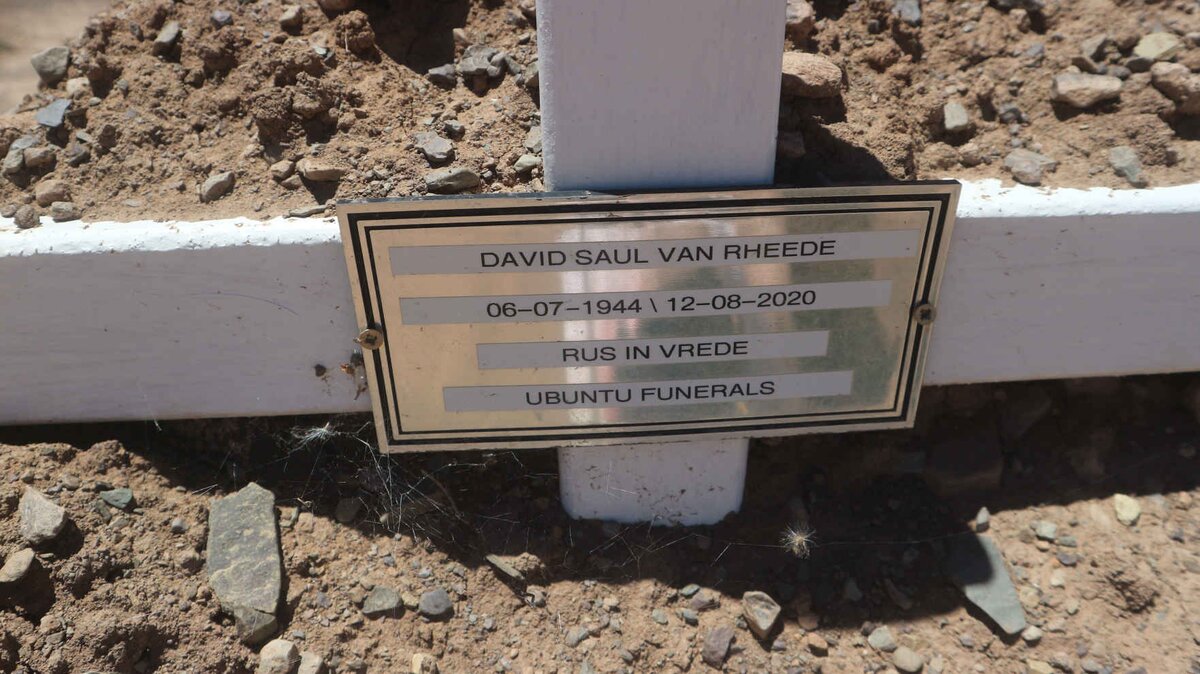 DAVID SAUL VAN RHEEDE
06-07-1944 \ 12-08-2020
RUS IN VREDE
UBUNTU FUNERALS